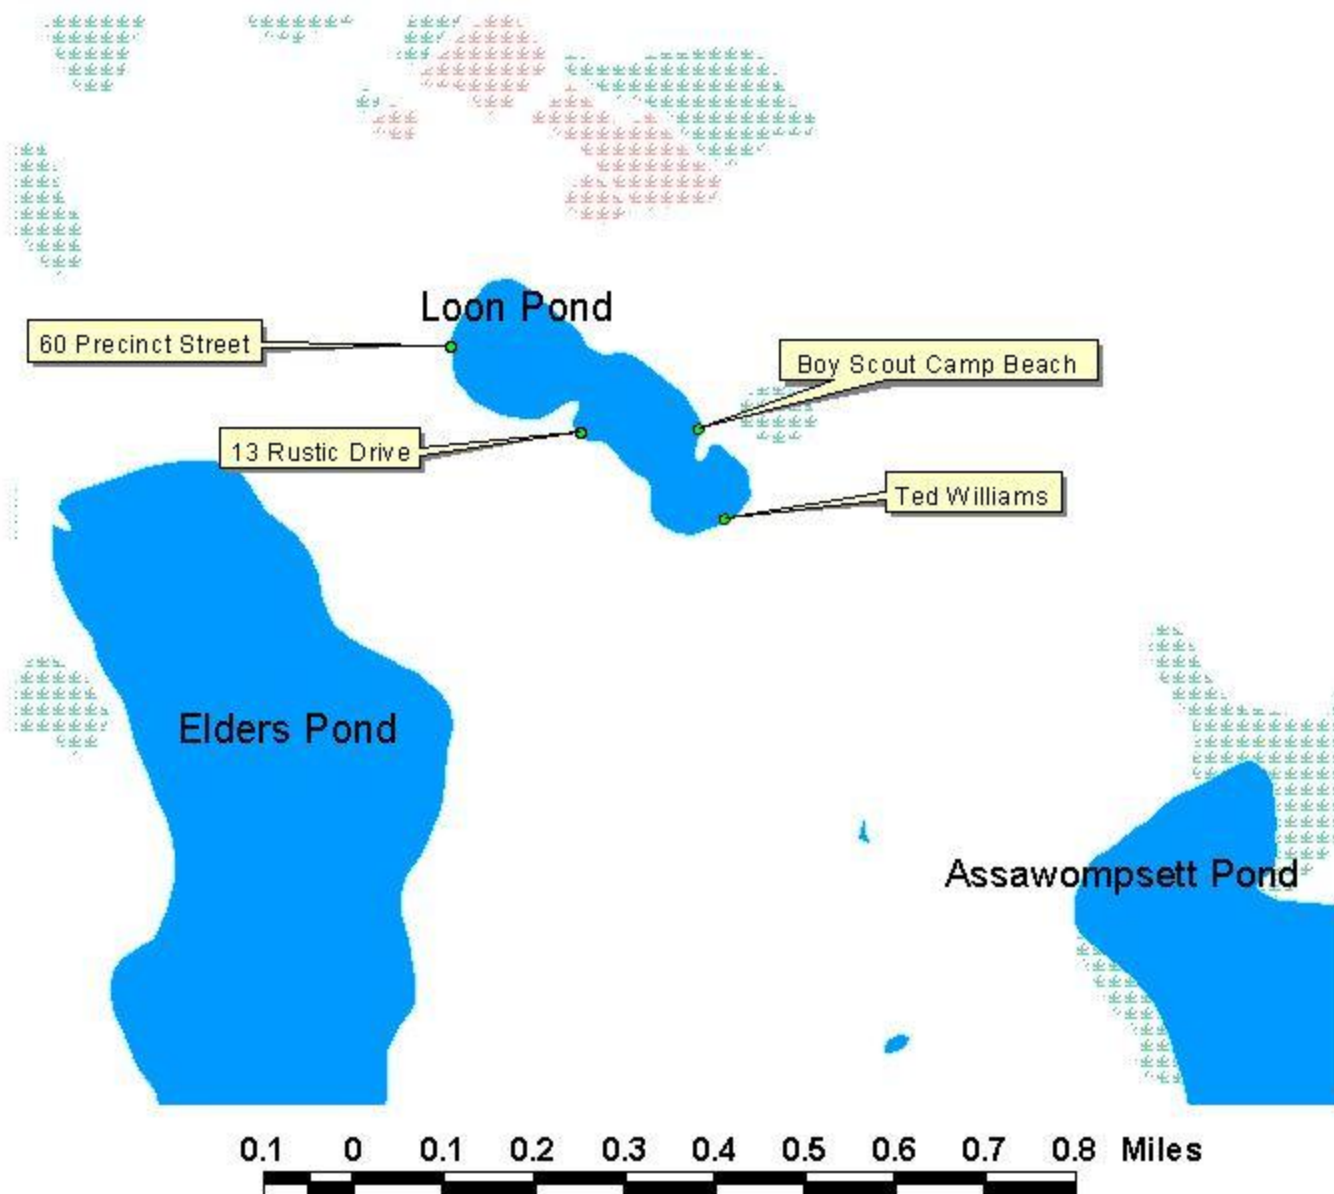 Loon Pond
60 Precinct Street
Boy Scout Camp Beach
13 Rustic Drive
Ted Williams
Elders Pond
Assawompsett Pond
0.1 0 0.1 0.2 0.3 0.4 0.5 0.6 0.7 0.8 Miles